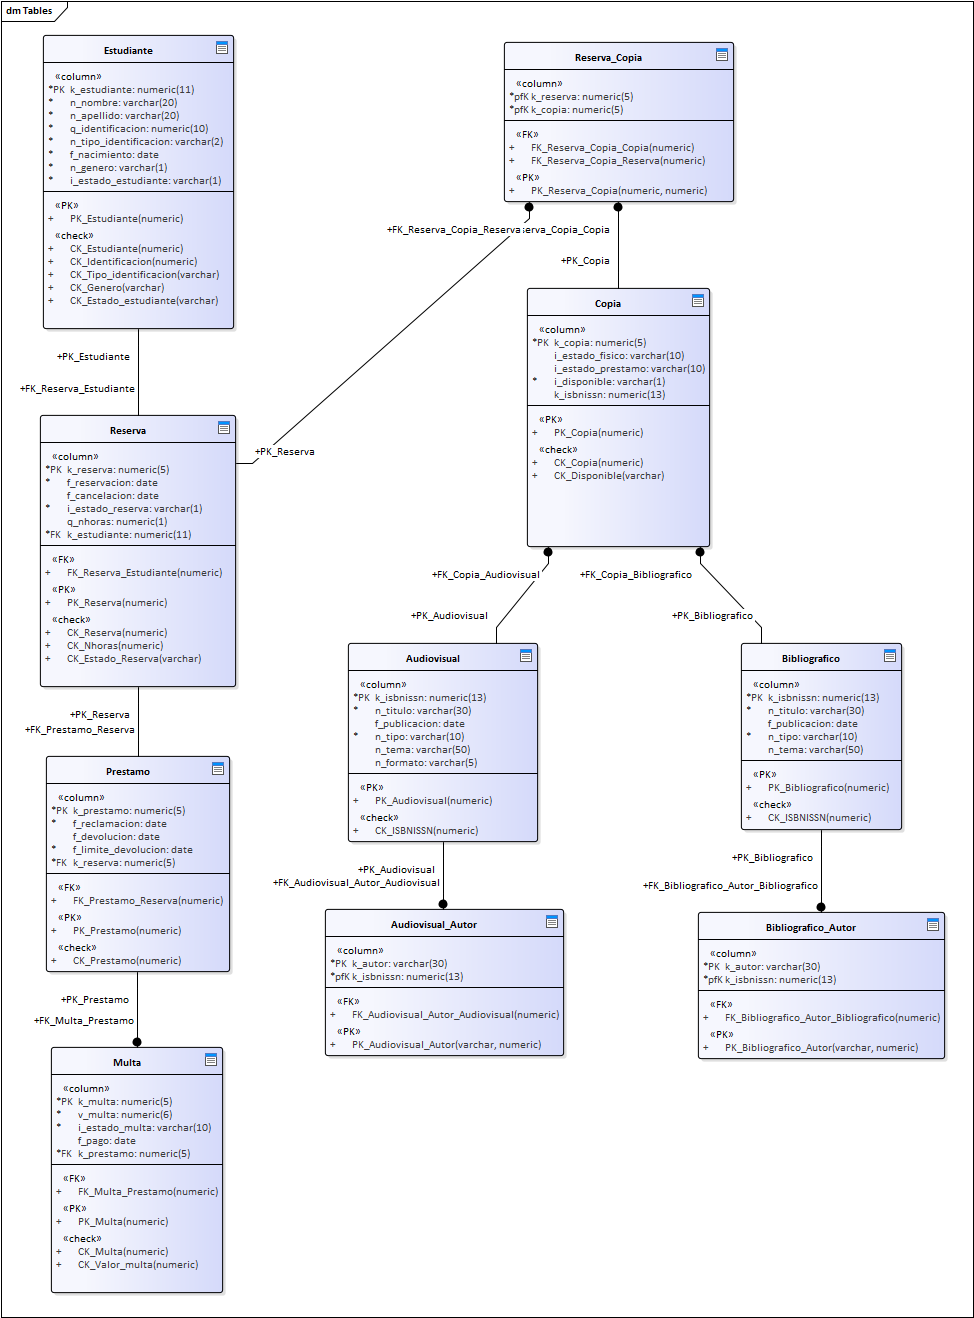 dm Tables
Estudiante
«column»
*PK k_estudiante: numeric(11)
* n_nombre: varchar(20)
* n_apellido: varchar(20)
* q_identificacion: numeric(10)
* n_tipo_identificacion: varchar(2)
* f_nacimiento: date
* n_genero: varchar(1)
* i_estado_estudiante: varchar(1)
«PK»
+ PK_Estudiante(numeric)
«check»
+ CK_Estudiante(numeric)
+ CK_Identificacion(numeric)
+ CK_Tipo_identificacion(varchar)
+ CK_Genero(varchar)
+ CK_Estado_estudiante(varchar)
+PK_Estudiante
+FK_Reserva_Estudiante
Reserva_Copia
«column»
*pfK k_reserva: numeric(5)
*pfK k_copia: numeric(5)
«FK»
+ FK_Reserva_Copia_Copia(numeric)
+ FK_Reserva_Copia_Reserva(numeric)
«PK»
+ PK_Reserva_Copia(numeric, numeric)
+FK_Reserva_Copia_Reserva
erva_Copia_Copia
+PK_Copia
+PK_Reserva
Copia
«column»
*PK k_copia: numeric(5)
i_estado_fisico: varchar(10)
i_estado_prestamo: varchar(10)
* i_disponible: varchar(1)
k_isbnissn: numeric(13)
«PK»
+ PK_Copia(numeric)
«check»
+ CK_Copia(numeric)
+ CK_Disponible(varchar)
Reserva
«column»
*PK k_reserva: numeric(5)
* f_reservacion: date
f_cancelacion: date
* i_estado_reserva: varchar(1)
q_nhoras: numeric(1)
*FK k_estudiante: numeric(11)
«FK»
+ FK_Reserva_Estudiante(numeric)
«PK»
+ PK_Reserva(numeric)
«check»
+ CK_Reserva(numeric)
+ CK_Nhoras(numeric)
+ CK_Estado_Reserva(varchar)
+FK_Copia_Audiovisual
+FK_Copia_Bibliografico
+PK_Audiovisual
+PK_Bibliografico
+PK_Reserva
+FK_Prestamo_Reserva
Audiovisual
«column»
*PK k_isbnissn: numeric(13)
* n_titulo: varchar(30)
f_publicacion: date
* n_tipo: varchar(10)
n_tema: varchar(50)
n_formato: varchar(5)
«PK»
+ PK_Audiovisual(numeric)
«check»
+ CK_ISBNISSN(numeric)
Bibliografico
«column»
*PK k_isbnissn: numeric(13)
* n_titulo: varchar(30)
f_publicacion: date
* n_tipo: varchar(10)
n_tema: varchar(50)
«PK»
+ PK_Bibliografico(numeric)
«check»
+ CK_ISBNISSN(numeric)
Prestamo
«column»
*PK k_prestamo: numeric(5)
* f_reclamacion: date
f_devolucion: date
* f_limite_devolucion: date
*FK k_reserva: numeric(5)
«FK»
+ FK_Prestamo_Reserva(numeric)
«PK»
+ PK_Prestamo(numeric)
«check»
+ CK_Prestamo(numeric)
+PK_Audiovisual
+FK_Audiovisual_Autor_Audiovisual
+PK_Bibliografico
+FK_Bibliografico_Autor_Bibliografico
Audiovisual_Autor
«column»
*PK k_autor: varchar(30)
*pfK k_isbnissn: numeric(13)
«FK»
+ FK_Audiovisual_Autor_Audiovisual(numeric)
«PK»
+ PK_Audiovisual_Autor(varchar, numeric)
Bibliografico_Autor
«column»
*PK k_autor: varchar(30)
*pfK k_isbnissn: numeric(13)
«FK»
+ FK_Bibliografico_Autor_Bibliografico(numeric)
«PK»
+ PK_Bibliografico_Autor(varchar, numeric)
+PK_Prestamo
+FK_Multa_Prestamo
Multa
«column»
*PK k_multa: numeric(5)
* v_multa: numeric(6)
* i_estado_multa: varchar(10)
f_pago: date
*FK k_prestamo: numeric(5)
«FK»
+ FK_Multa_Prestamo(numeric)
«PK»
+ PK_Multa(numeric)
«check»
+ CK_Multa(numeric)
+ CK_Valor_multa(numeric)